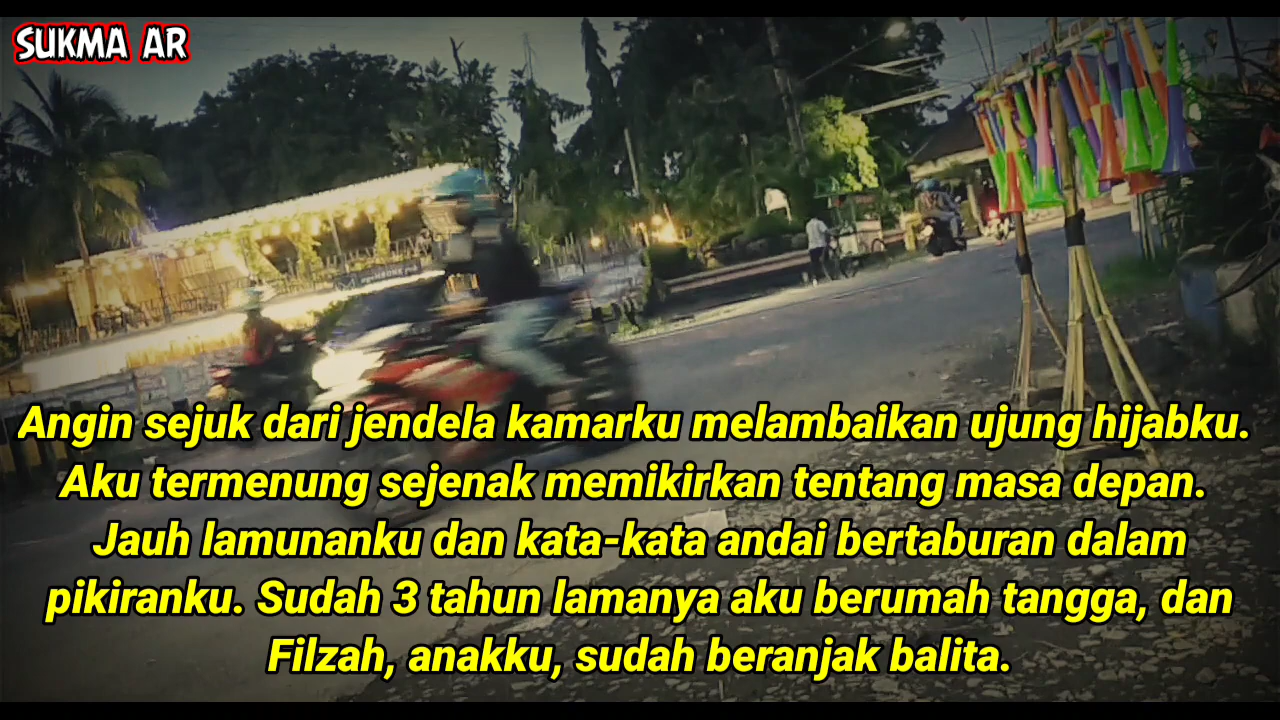 SUKMA AR
Angin sejuk dari jendela kamarku melambaikan ujung hijabku.
Aku termenung sejenak memikirkan tentang masa depan.
Jauh lamunanku dan kata-kata andai bertaburan dalam
pikiranku. Sudah 3 tahun lamanya aku berumah tangga, dan
Filzah, anakku, sudah beranjak balita.